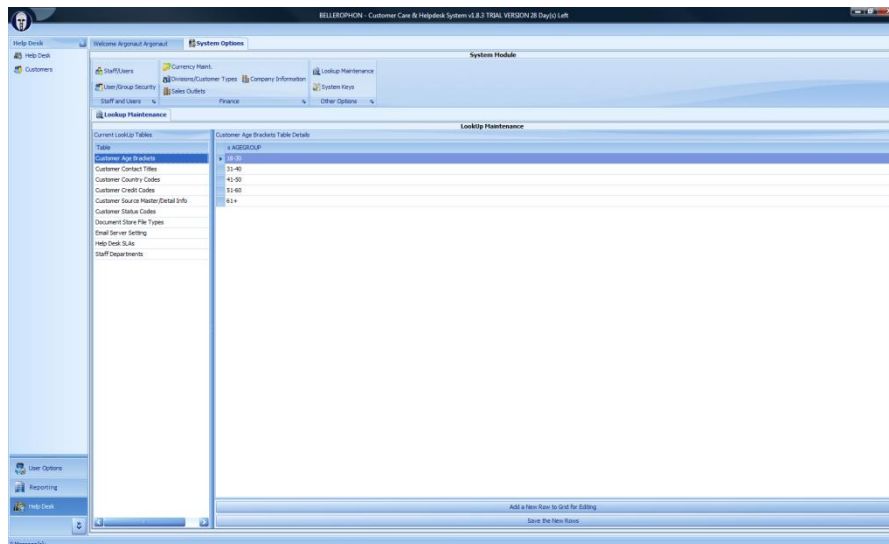 BELLEROPHON - Customer Care & Helpdesk System v1.8.3 TRIAL VERSION 28 Day(s) Left
Help Desk
Welcome Argonaut Argonaut
System Options
Help Desk
Customers
System Module
Staff/Users
Currency Maint.
Lookup Maintenance
Divisions/Customer Types
Company Information
User/Group Security
Sales Outlets
System Keys
Staff and Users
Finance
Other Options
Lookup Maintenance
LookUp Maintenance
Current LookUp Tables
Customer Age Brackets Table Details
Table
AGEGROUP
Customer Age Brackets
18-30
Customer Contact Titles
31-40
Customer Country Codes
41-50
Customer Credit Codes
51-60
Customer Source Master/Detail Info
61+
Customer Status Codes
Document Store File Types
Email Server Setting
Help Desk SLAs
Staff Departments
User Options
Reporting
Help Desk
Add a New Row to Grid for Editing
Save the New Rows